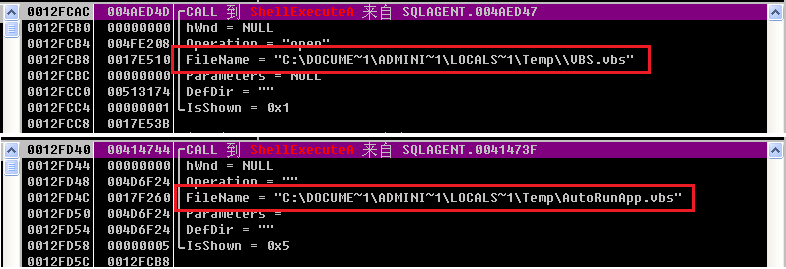 0012FCAC 004AED4D CALL 到 ShellExecuteA 来自 SQLAGENT.004AED47
0012FCB0 00000000 hWnd = NULL
0012FCB4 004FE208 Operation = "open"
0012FCB8 0017E510 FileName = "C:\DOCUME~1\ADMINI~1\LOCALS~1\Temp\\VBS.vbs"
0012FCBC 00000000 Parameters = NULL
0012FCC0 00513174 DefDir = ""
0012FCC4 00000001 IsShown = 0x1
0012FCC8 0017E53B
0012FD40 00414744 CALL 到 ShellExecuteA 来自 SQLAGENT.0041473F
0012FD44 00000000 hWnd = NULL
0012FD48 004D6F24 Operation = ""
0012FD4C 0017F260 FileName = "C:\DOCUME~1\ADMINI~1\LOCALS~1\Temp\AutoRunApp.vbs"
0012FD50 004D6F24 Parameters =
0012FD54 004D6F24 DefDir = ""
0012FD58 00000005 IsShown = 0x5
0012FD5C 0012FCB8